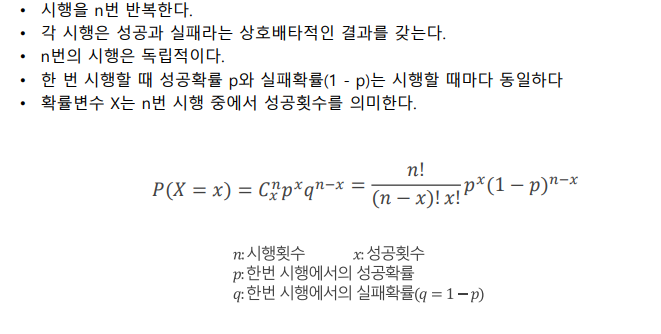 • 시행을 n번 반복한다.
• 각 시행은 성공과 실패라는 상호배타적인 결과를 갖는다.
• n번의 시행은 독립적이다.
• 한 번 시행할 때 성공확률 p와 실패확률(1 - p)는 시행할 때마다 동일하다
• 확률변수 X는 n번 시행 중에서 성공횟수를 의미한다.
P(X = x) = C_x^n p^x q^{n−x} = \frac{n!}{(n − x)! x!} p^x (1 − p)^{n−x}
n: 시행횟수 x: 성공횟수
p: 한번 시행에서의 성공확률
q: 한번 시행에서의 실패확률(q = 1 − p)